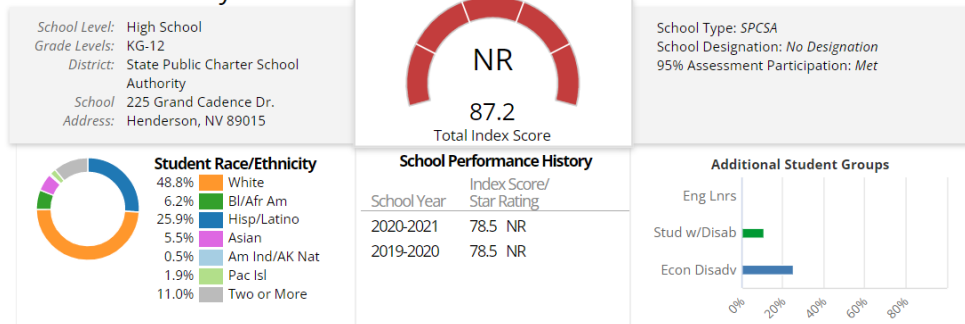 School Level: High School
Grade Levels: KG-12
District: State Public Charter School
Authority
School 225 Grand Cadence Dr.
Address: Henderson, NV 89015
NR
87.2
Total Index Score
School Type: SPCSA
School Designation: No Designation
95% Assessment Participation: Met
Student Race/Ethnicity
48.8% White
6.2% Bl/Afr Am
25.9% Hisp/Latino
5.5% Asian
0.5% Am Ind/AK Nat
1.9% Pac Isl
11.0% Two or More
School Performance History
Index Score/
School Year Star Rating
2020-2021 78.5 NR
2019-2020 78.5 NR
Additional Student Groups
Eng Lnrs
Stud w/Disab
Econ Disadv
0% 20% 40% 60% 80%